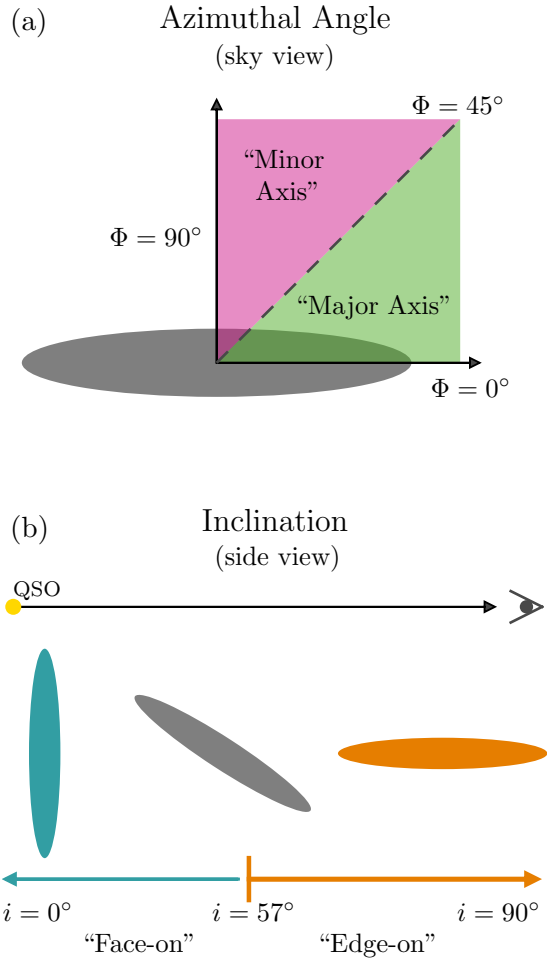 (a)
Azimuthal Angle
(sky view)
Φ = 45°
“Minor
Axis”
Φ = 90°
“Major Axis”
Φ = 0°
(b)
Inclination
(side view)
QSO
i = 0°
i = 57°
i = 90°
“Face-on”
“Edge-on”